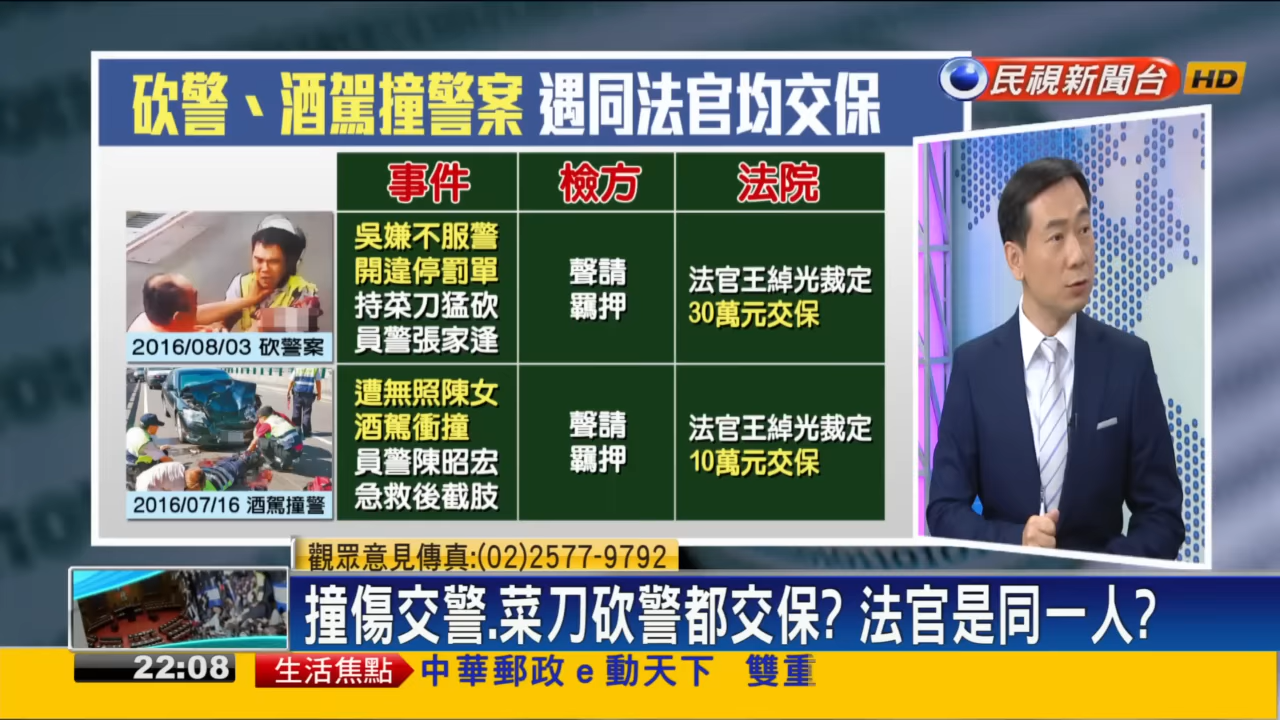 砍警、酒駕撞警案 遇同法官均交保
民視新聞台 HD
事件 檢方 法院
吳嫌不服警
開違停罰單
持菜刀猛砍
員警張家逢
聲請
羈押
法官王綽光裁定
30萬元交保
2016/08/03 砍警案
遭無照陳女
酒駕衝撞
員警陳昭宏
急救後截肢
聲請
羈押
法官王綽光裁定
10萬元交保
2016/07/16 酒駕撞警
觀眾意見傳真:(02)2577-9792
撞傷交警.菜刀砍警都交保? 法官是同一人?
22:08 生活焦點 中華郵政e動天下 雙重